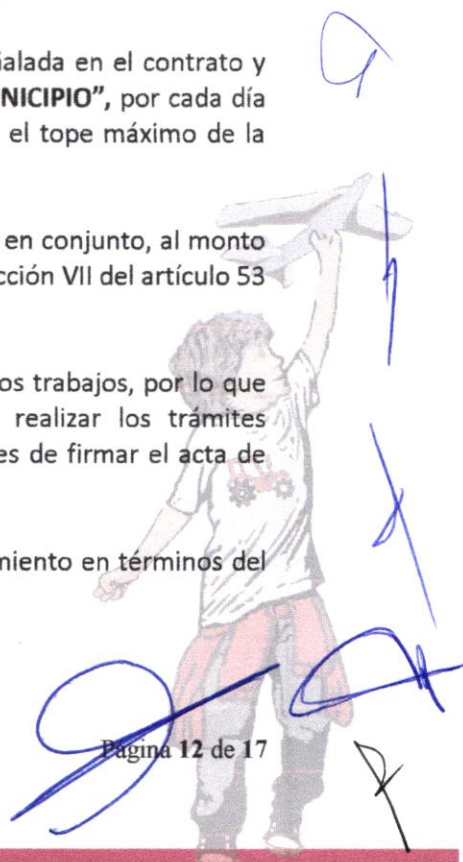 ialada en el contrato y
NICIPIO", por cada día
el tope máximo de la
en conjunto, al monto
cción VII del artículo 53
os trabajos, por lo que
realizar los trámites
es de firmar el acta de
miento en términos del
Página 12 de 17